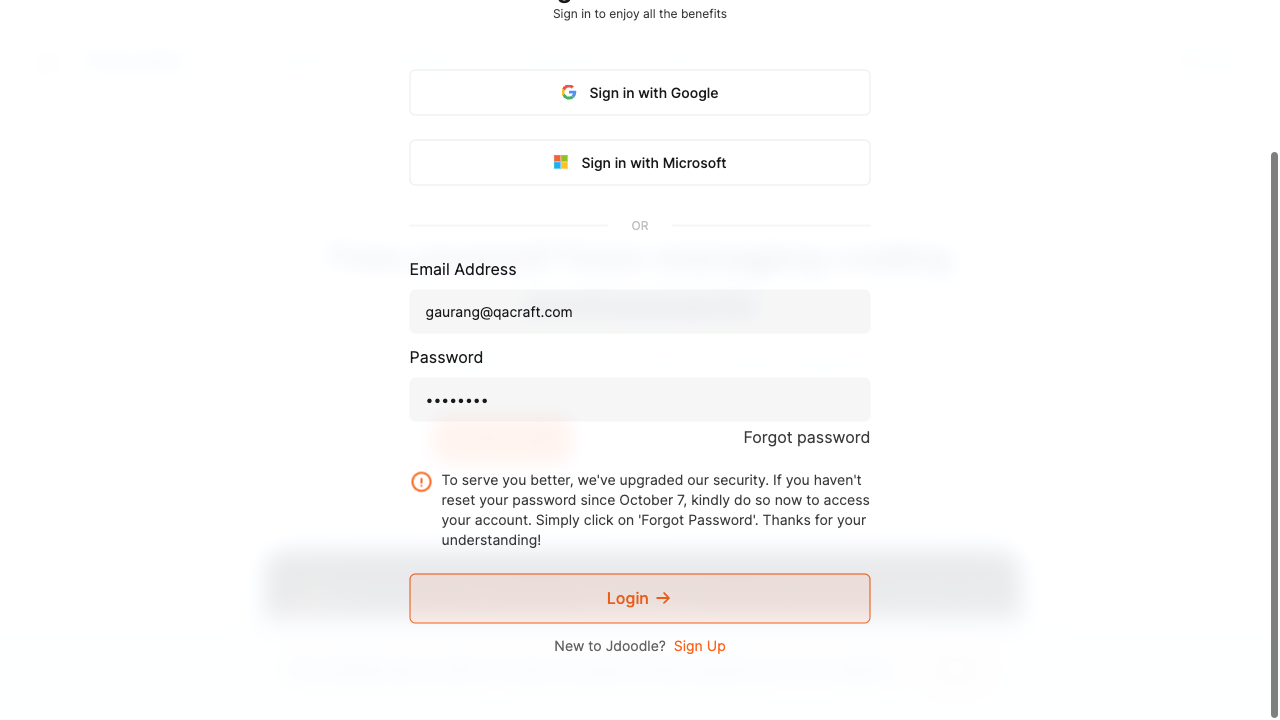 Sign in to enjoy all the benefits
Sign in with Google
Sign in with Microsoft
OR
Email Address
gaurang@qacraft.com
Password
••••••••
Forgot password
To serve you better, we've upgraded our security. If you haven't
reset your password since October 7, kindly do so now to access
your account. Simply click on 'Forgot Password'. Thanks for your
understanding!
Login →
New to Jdoodle? Sign Up